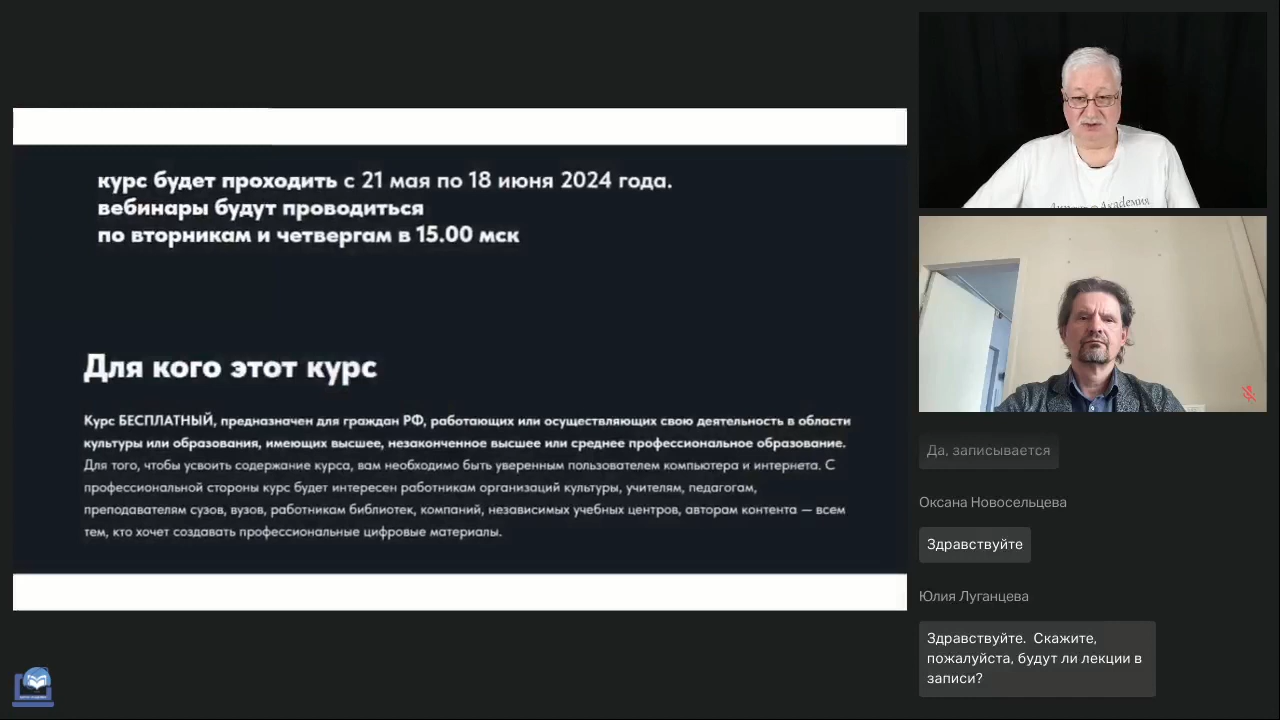 курс будет проходить с 21 мая по 18 июня 2024 года.
вебинары будут проводиться
по вторникам и четвергам в 15.00 мск
Для кого этот курс
Курс БЕСПЛАТНЫЙ, предназначен для граждан РФ, работающих или осуществляющих свою деятельность в области
культуры или образования, имеющих высшее, незаконченное высшее или среднее профессиональное образование.
Для того, чтобы усвоить содержание курса, вам необходимо быть уверенным пользователем компьютера и интернета. С
профессиональной стороны курс будет интересен работникам организаций культуры, учителям, педагогам,
преподавателям сузов, вузов, работникам библиотек, компаний, независимых учебных центров, авторам контента — всем
тем, кто хочет создавать профессиональные цифровые материалы.
Академия
Да, записывается
Оксана Новосельцева
Здравствуйте
Юлия Луганцева
Здравствуйте. Скажите,
пожалуйста, будут ли лекции в
записи?